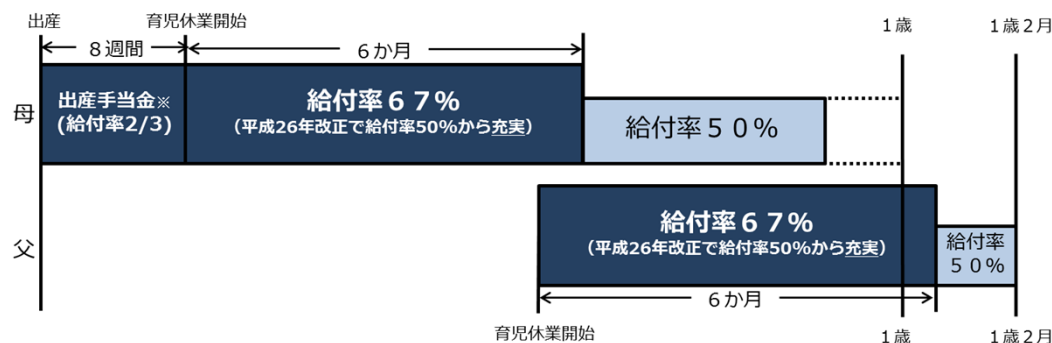 出産
育児休業開始
1歳
1歳2月
8週間
6か月
母
出産手当金※
(給付率2/3)
給付率67%
(平成26年改正で給付率50%から充実)
給付率50%
父
給付率67%
(平成26年改正で給付率50%から充実)
給付率
50%
6か月
育児休業開始
1歳
1歳2月